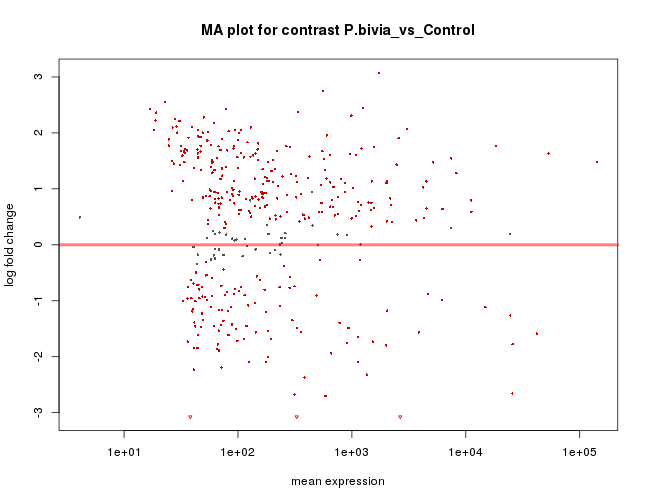 MA plot for contrast P.bivia_vs_Control
3
2
1
0
-1
-2
-3
log fold change
1e+01 1e+02 1e+03 1e+04 1e+05
mean expression